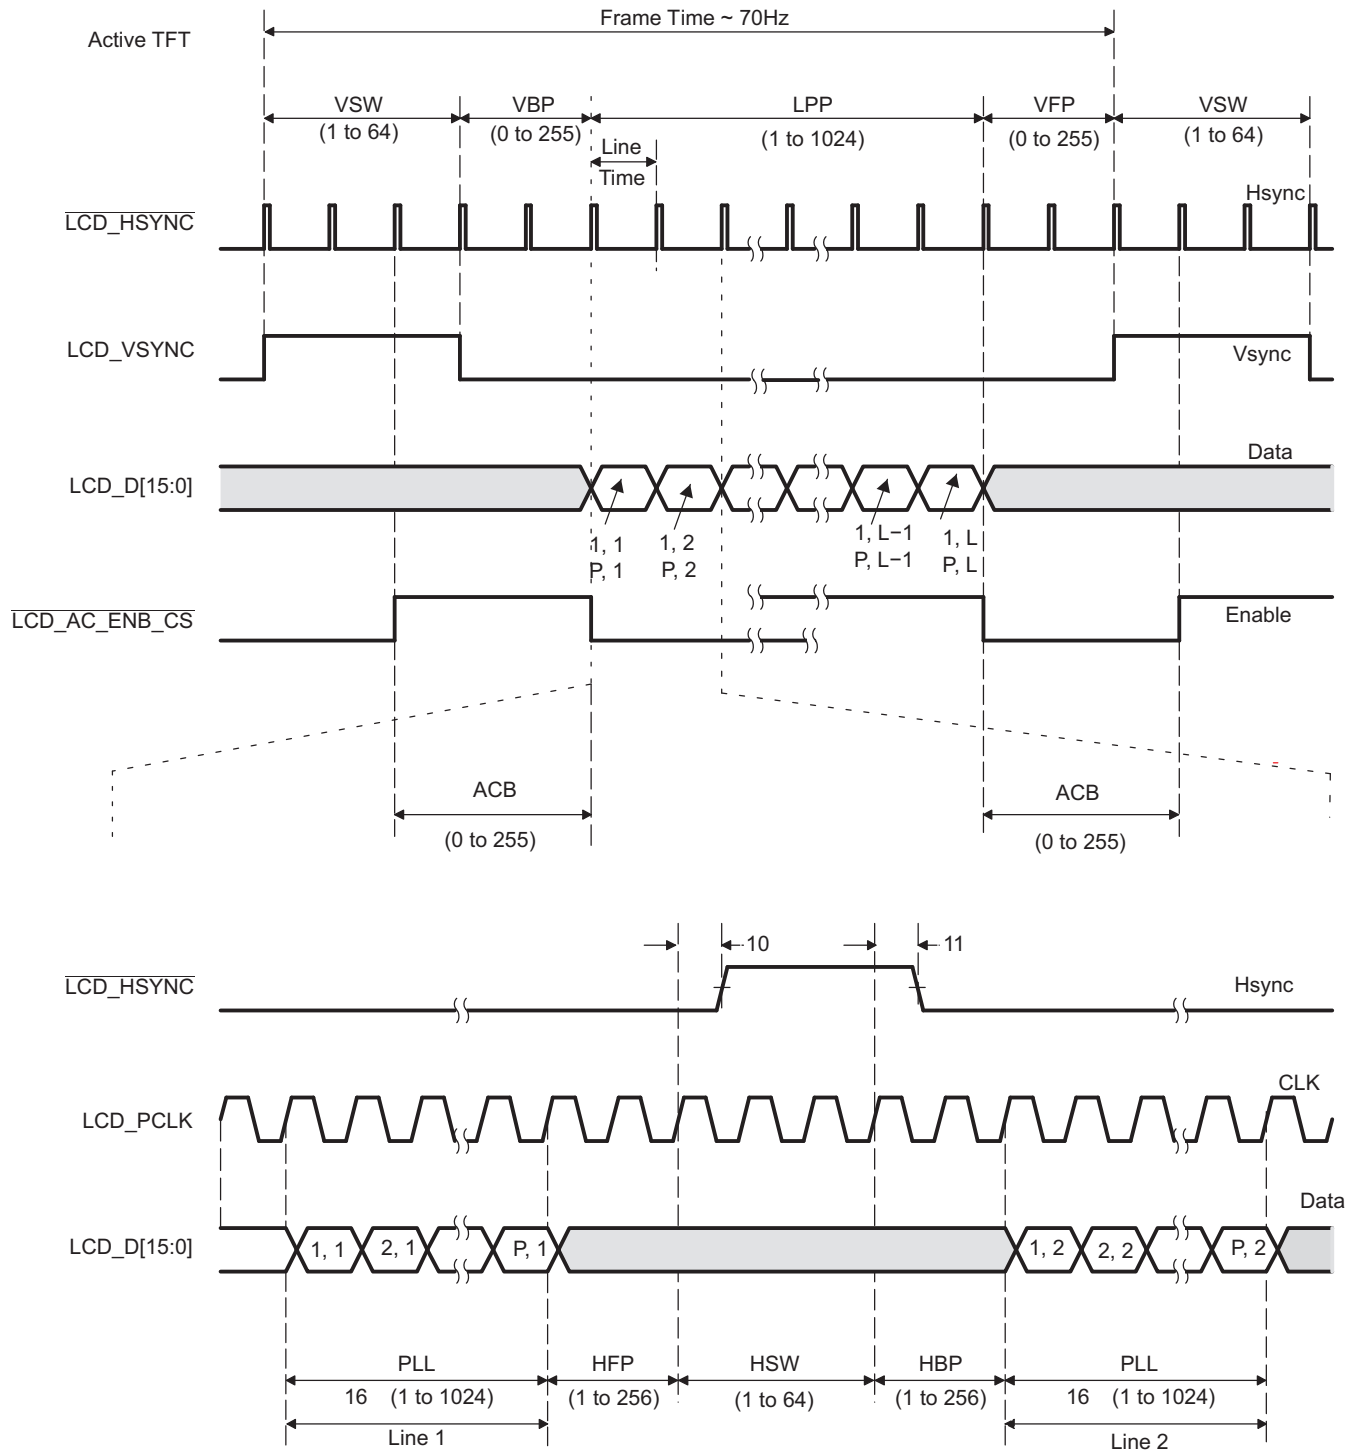 Frame Time ~ 70Hz
Active TFT
VSW
(1 to 64)
VBP
(0 to 255)
LPP
(1 to 1024)
VFP
(0 to 255)
VSW
(1 to 64)
Line
Time
LCD_HSYNC
Hsync
LCD_VSYNC
Vsync
LCD_D[15:0]
Data
1, 1
P, 1
1, 2
P, 2
1, L−1
P, L−1
1, L
P, L
LCD_AC_ENB_CS
Enable
ACB
(0 to 255)
ACB
(0 to 255)
10
11
LCD_HSYNC
Hsync
LCD_PCLK
CLK
LCD_D[15:0]
Data
1, 1
2, 1
P, 1
1, 2
2, 2
P, 2
PLL
16 (1 to 1024)
HFP
(1 to 256)
HSW
(1 to 64)
HBP
(1 to 256)
PLL
16 (1 to 1024)
Line 1
Line 2